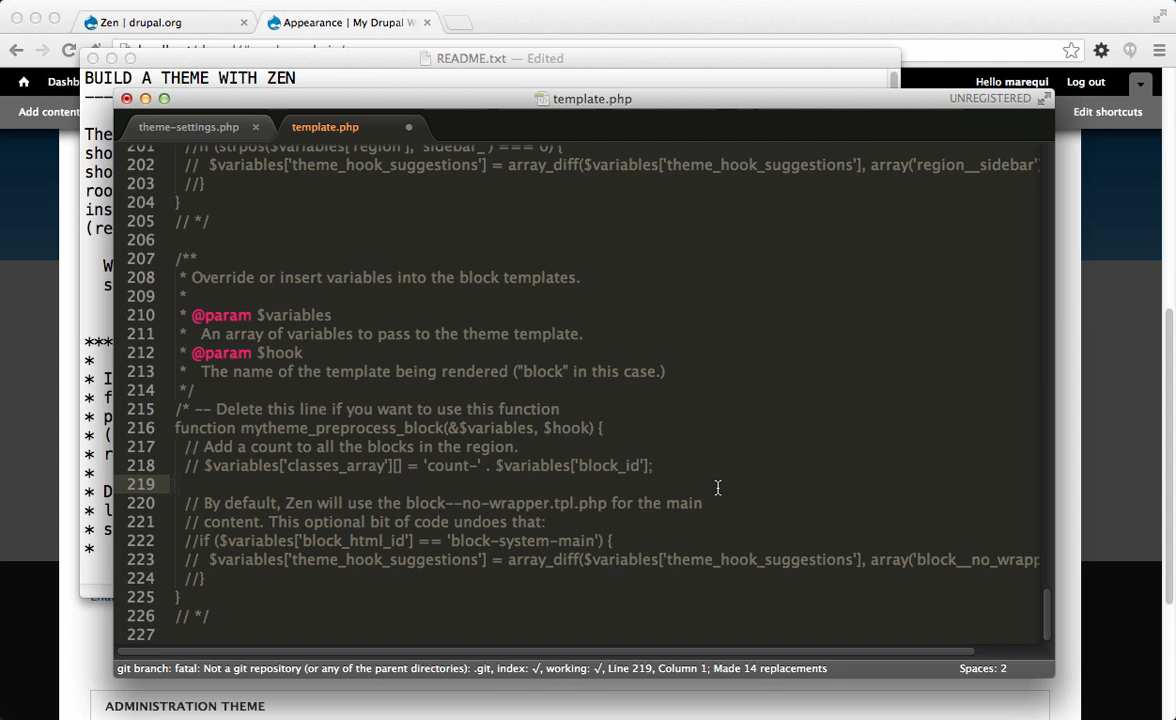 Zen | drupal.org
Appearance | My Drupal W
README.txt — Edited
Dashb
BUILD A THEME WITH ZEN
Hello marequi
Log out
template.php
UNREGISTERED
Add content
Edit shortcuts
theme-settings.php
template.php
201 //if (strpos($variables['region'], 'sidebar_') === 0) {
202 //  $variables['theme_hook_suggestions'] = array_diff($variables['theme_hook_suggestions'], array('region__sidebar'
203 //}
204 }
205 // */
206
207 /**
208 * Override or insert variables into the block templates.
209 *
210 * @param $variables
211 *   An array of variables to pass to the theme template.
212 * @param $hook
213 *   The name of the template being rendered ("block" in this case.)
214 */
215 /* -- Delete this line if you want to use this function
216 function mytheme_preprocess_block(&$variables, $hook) {
217 // Add a count to all the blocks in the region.
218 // $variables['classes_array'][] = 'count-' . $variables['block_id'];
219
220 // By default, Zen will use the block--no-wrapper.tpl.php for the main
221 // content. This optional bit of code undoes that:
222 //if ($variables['block_html_id'] == 'block-system-main') {
223 //  $variables['theme_hook_suggestions'] = array_diff($variables['theme_hook_suggestions'], array('block__no_wrapp
224 //}
225 }
226 // */
227
git branch: fatal: Not a git repository (or any of the parent directories): .git, index: √, working: √, Line 219, Column 1; Made 14 replacements
Spaces: 2
ADMINISTRATION THEME